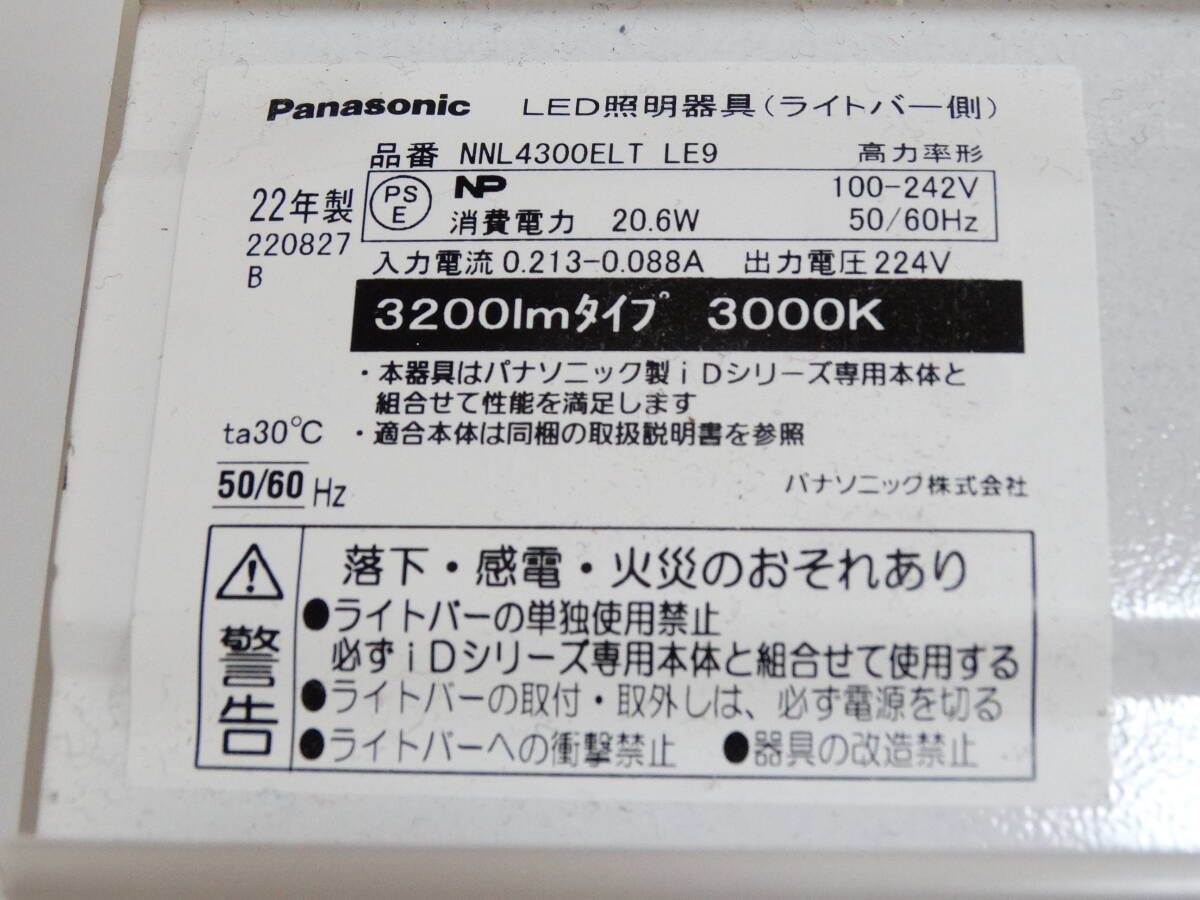 Panasonic LED照明器具(ライトバー側)
品番 NNL4300ELT LE9 高力率形
22年製
220827
B
PS
E
NP 100-242V
消費電力 20.6W 50/60Hz
入力電流 0.213-0.088A 出力電圧 224V
3200lmタイプ 3000K
・本器具はパナソニック製iDシリーズ専用本体と
組合せて性能を満足します
ta30℃ ・適合本体は同梱の取扱説明書を参照
50/60 Hz
パナソニック株式会社
警告
落下・感電・火災のおそれあり
●ライトバーの単独使用禁止
必ずiDシリーズ専用本体と組合せて使用する
●ライトバーの取付・取外しは、必ず電源を切る
●ライトバーへの衝撃禁止 ●器具の改造禁止